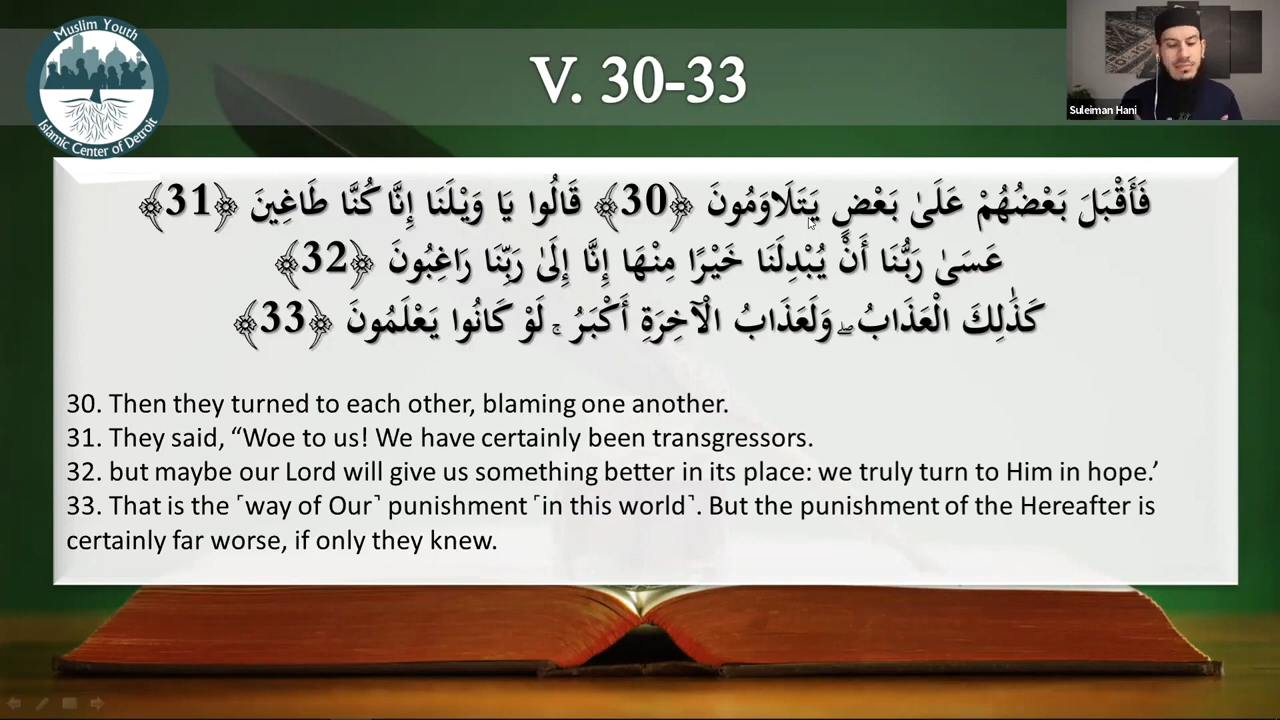 Muslim Youth
Islamic Center of Detroit
V. 30-33
Suleiman Hani
فَأَقْبَلَ بَعْضُهُمْ عَلَىٰ بَعْضٍ يَتَلَاوَمُونَ ﴿30﴾ قَالُوا يَا وَيْلَنَا إِنَّا كُنَّا طَاغِينَ ﴿31﴾
عَسَىٰ رَبُّنَا أَنْ يُبْدِلَنَا خَيْرًا مِنْهَا إِنَّا إِلَىٰ رَبِّنَا رَاغِبُونَ ﴿32﴾
كَذَٰلِكَ الْعَذَابُ ۖ وَلَعَذَابُ الْآخِرَةِ أَكْبَرُ ۚ لَوْ كَانُوا يَعْلَمُونَ ﴿33﴾
30. Then they turned to each other, blaming one another.
31. They said, “Woe to us! We have certainly been transgressors.
32. but maybe our Lord will give us something better in its place: we truly turn to Him in hope.’
33. That is the ˹way of Our˺ punishment ˹in this world˺. But the punishment of the Hereafter is
certainly far worse, if only they knew.